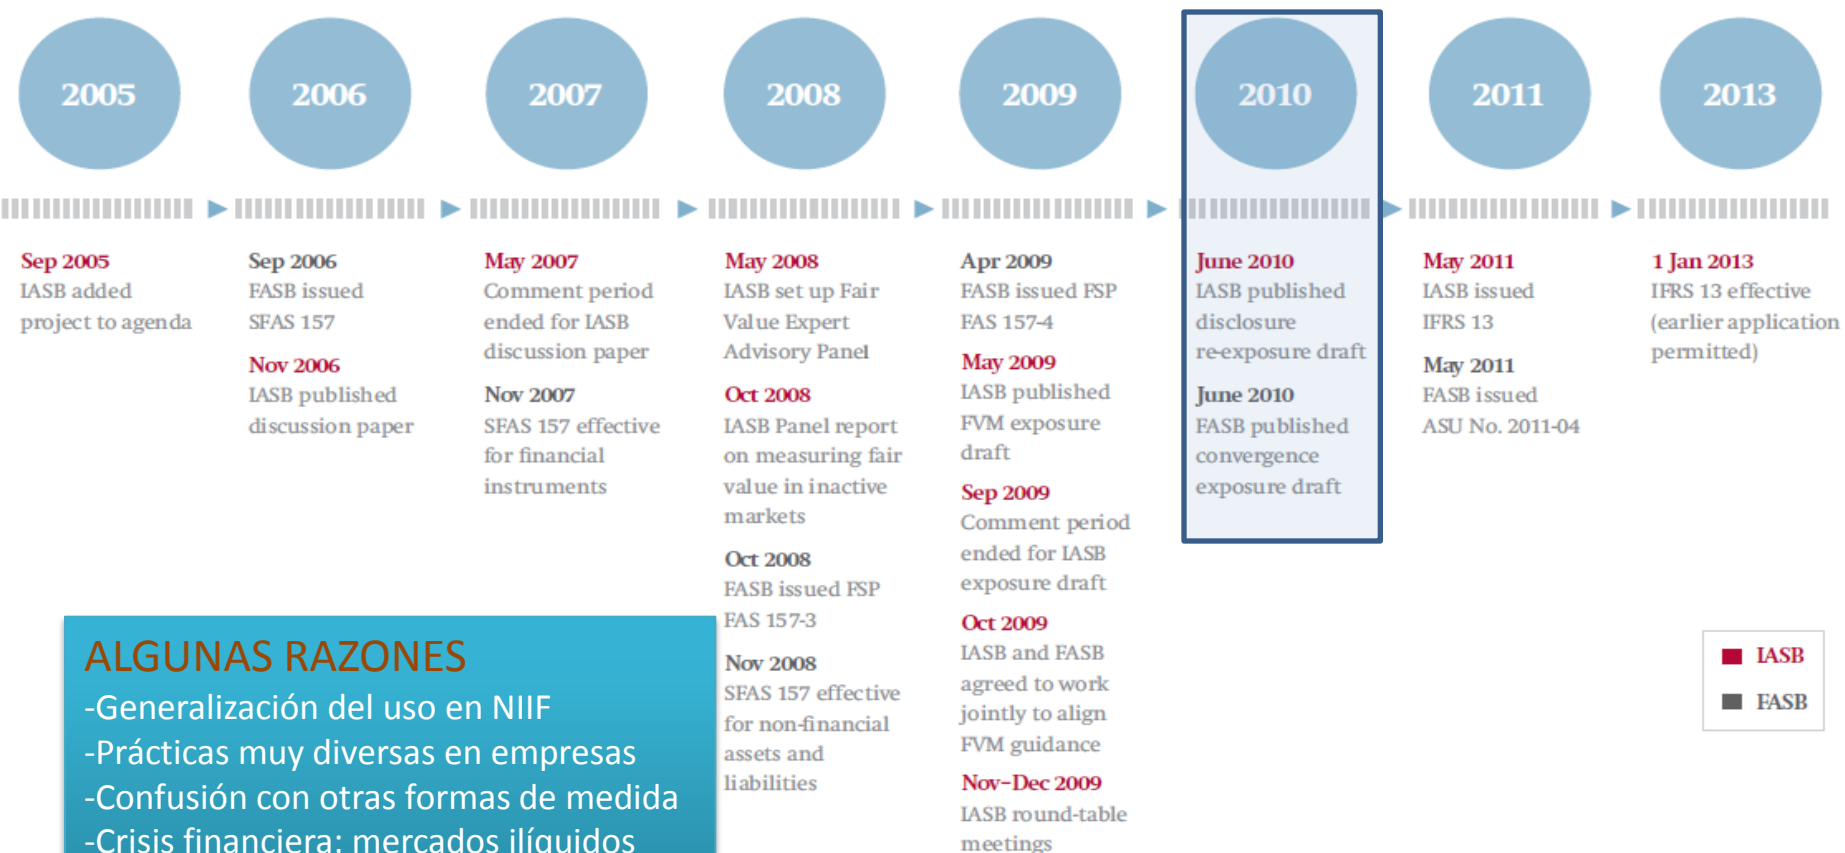 2005
2006
2007
2008
2009
2010
2011
2013
Sep 2005
IASB added
project to agenda
Sep 2006
FASB issued
SFAS 157
Nov 2006
IASB published
discussion paper
May 2007
Comment period
ended for IASB
discussion paper
Nov 2007
SFAS 157 effective
for financial
instruments
May 2008
IASB set up Fair
Value Expert
Advisory Panel
Oct 2008
IASB Panel report
on measuring fair
value in inactive
markets
Oct 2008
FASB issued FSP
FAS 157-3
Nov 2008
SFAS 157 effective
for non-financial
assets and
liabilities
Apr 2009
FASB issued FSP
FAS 157-4
May 2009
IASB published
FVM exposure
draft
Sep 2009
Comment period
ended for IASB
exposure draft
Oct 2009
IASB and FASB
agreed to work
jointly to align
FVM guidance
Nov-Dec 2009
IASB round-table
meetings
June 2010
IASB published
disclosure
re-exposure draft
June 2010
FASB published
convergence
exposure draft
May 2011
IASB issued
IFRS 13
May 2011
FASB issued
ASU No. 2011-04
1 Jan 2013
IFRS 13 effective
(earlier application
permitted)
ALGUNAS RAZONES
-Generalización del uso en NIIF
-Prácticas muy diversas en empresas
-Confusión con otras formas de medida
-Crisis financiera: mercados ilíquidos
IASB
FASB